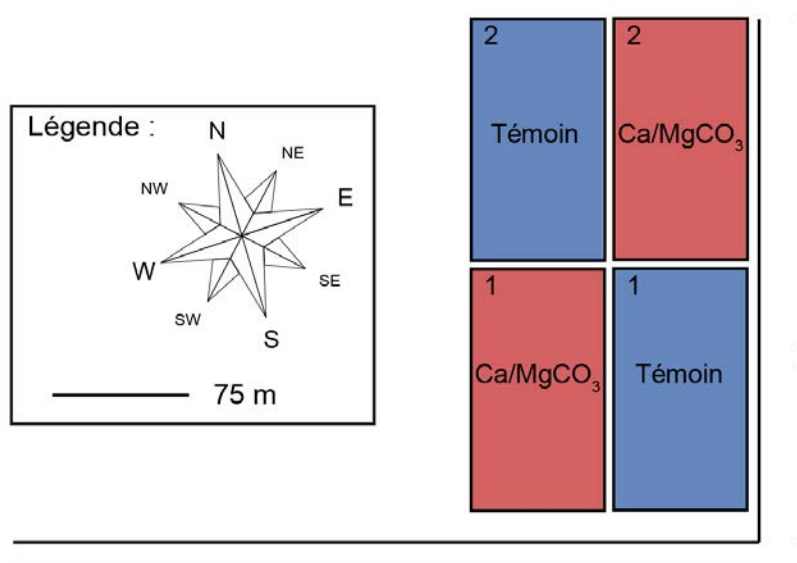 Légende :
N
NE
NW
E
W
SE
SW
S
75 m
2
2
Témoin
Ca/MgCO₃
1
1
Ca/MgCO₃
Témoin